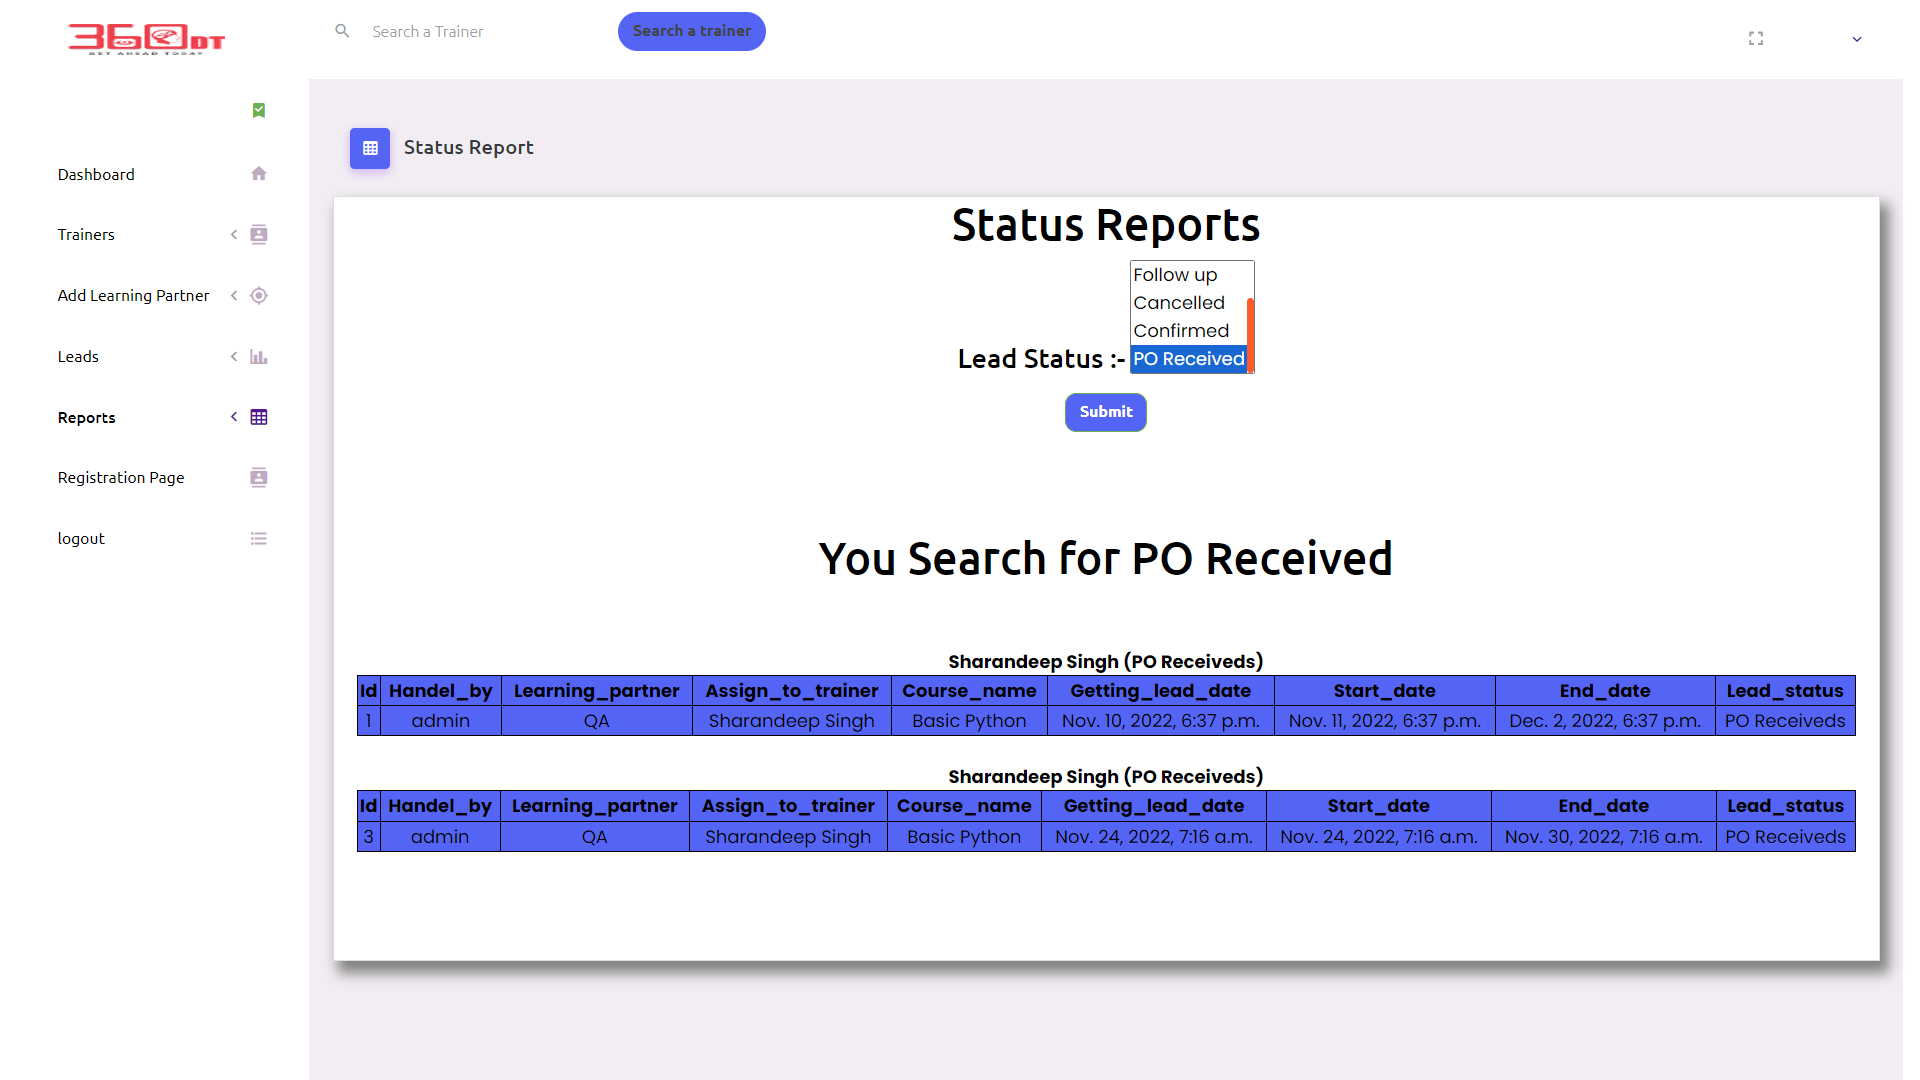 360DT
GET AHEAD TODAY
Search a Trainer
Search a trainer
Dashboard
Trainers
Add Learning Partner
Leads
Reports
Registration Page
logout
Status Report
Status Reports
Follow up
Cancelled
Confirmed
Lead Status :- PO Received
Submit
You Search for PO Received
Sharandeep Singh (PO Receiveds)
Id Handel_by Learning_partner Assign_to_trainer Course_name Getting_lead_date Start_date End_date Lead_status
1 admin QA Sharandeep Singh Basic Python Nov. 10, 2022, 6:37 p.m. Nov. 11, 2022, 6:37 p.m. Dec. 2, 2022, 6:37 p.m. PO Receiveds
Sharandeep Singh (PO Receiveds)
Id Handel_by Learning_partner Assign_to_trainer Course_name Getting_lead_date Start_date End_date Lead_status
3 admin QA Sharandeep Singh Basic Python Nov. 24, 2022, 7:16 a.m. Nov. 24, 2022, 7:16 a.m. Nov. 30, 2022, 7:16 a.m. PO Receiveds